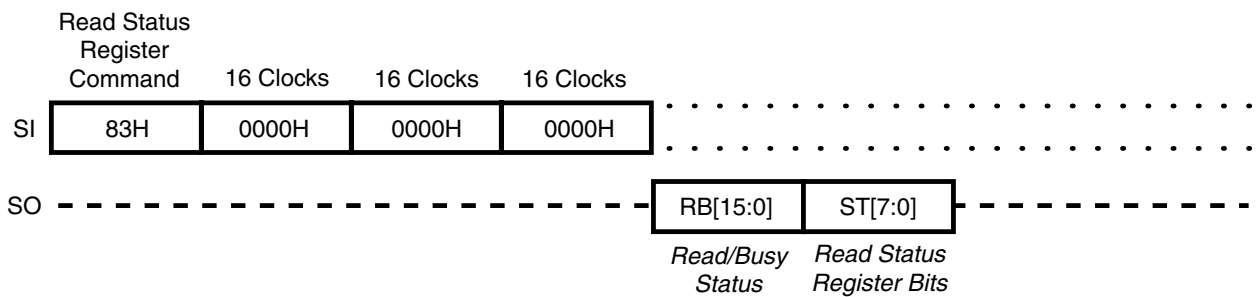 Read Status
Register
Command
16 Clocks 16 Clocks 16 Clocks
SI 83H 0000H 0000H 0000H
SO RB[15:0] ST[7:0]
Read/Busy
Status
Read Status
Register Bits